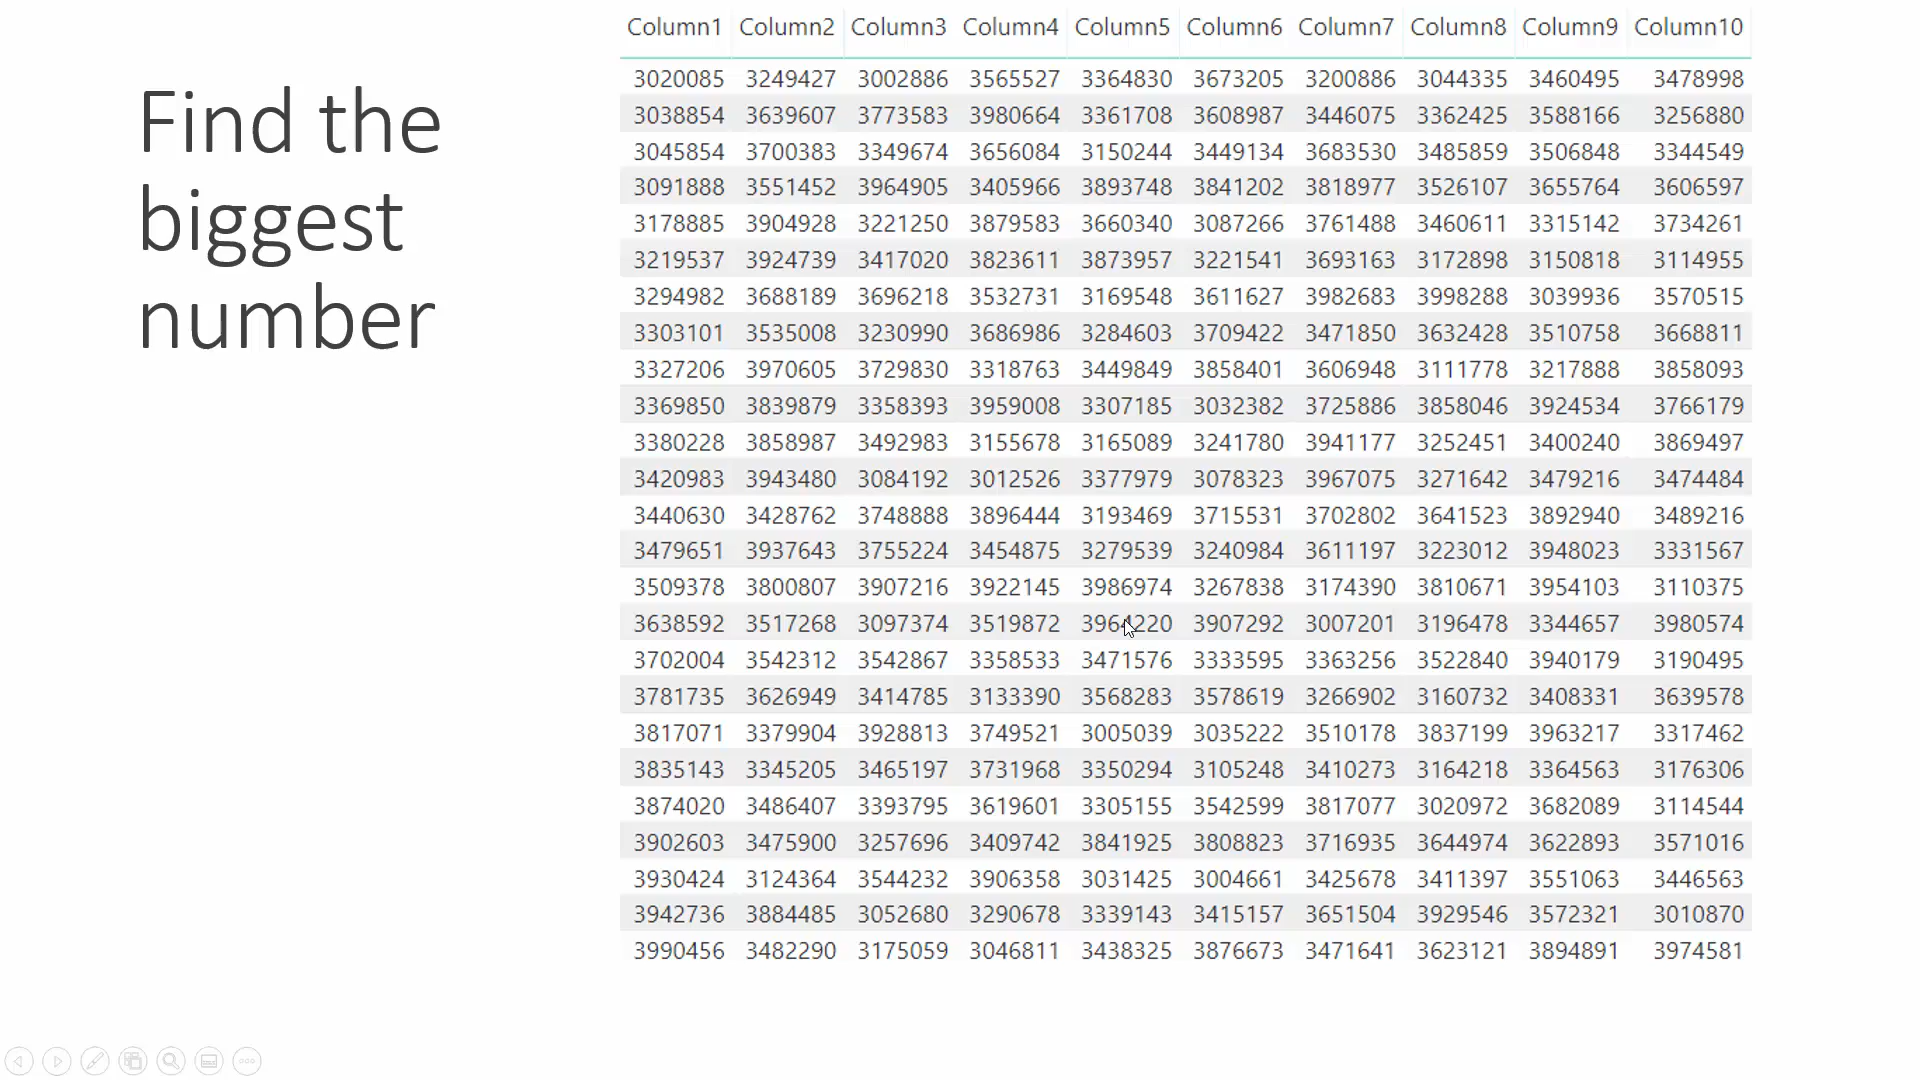 Find the
biggest
number
Column1 Column2 Column3 Column4 Column5 Column6 Column7 Column8 Column9 Column10
3020085 3249427 3002886 3565527 3364830 3673205 3200886 3044335 3460495 3478998
3038854 3639607 3773583 3980664 3361708 3608987 3446075 3362425 3588166 3256880
3045854 3700383 3349674 3656084 3150244 3449134 3683530 3485859 3506848 3344549
3091888 3551452 3964905 3405966 3893748 3841202 3818977 3526107 3655764 3606597
3178885 3904928 3221250 3879583 3660340 3087266 3761488 3460611 3315142 3734261
3219537 3924739 3417020 3823611 3873957 3221541 3693163 3172898 3150818 3114955
3294982 3688189 3696218 3532731 3169548 3611627 3982683 3998288 3039936 3570515
3303101 3535008 3230990 3686986 3284603 3709422 3471850 3632428 3510758 3668811
3327206 3970605 3729830 3318763 3449849 3858401 3606948 3111778 3217888 3858093
3369850 3839879 3358393 3959008 3307185 3032382 3725886 3858046 3924534 3766179
3380228 3858987 3492983 3155678 3165089 3241780 3941177 3252451 3400240 3869497
3420983 3943480 3084192 3012526 3377979 3078323 3967075 3271642 3479216 3474484
3440630 3428762 3748888 3896444 3193469 3715531 3702802 3641523 3892940 3489216
3479651 3937643 3755224 3454875 3279539 3240984 3611197 3223012 3948023 3331567
3509378 3800807 3907216 3922145 3986974 3267838 3174390 3810671 3954103 3110375
3638592 3517268 3097374 3519872 3907292 3007201 3196478 3344657 3980574
3702004 3542312 3542867 3358533 3471576 3333595 3363256 3522840 3940179 3190495
3781735 3626949 3414785 3133390 3568283 3578619 3266902 3160732 3408331 3639578
3817071 3379904 3928813 3749521 3005039 3035222 3510178 3837199 3963217 3317462
3835143 3345205 3465197 3731968 3350294 3105248 3410273 3164218 3364563 3176306
3874020 3486407 3393795 3619601 3305155 3542599 3817077 3020972 3682089 3114544
3902603 3475900 3257696 3409742 3841925 3808823 3716935 3644974 3622893 3571016
3930424 3124364 3544232 3906358 3031425 3004661 3425678 3411397 3551063 3446563
3942736 3884485 3052680 3290678 3339143 3415157 3651504 3929546 3572321 3010870
3990456 3482290 3175059 3046811 3438325 3876673 3471641 3623121 3894891 3974581